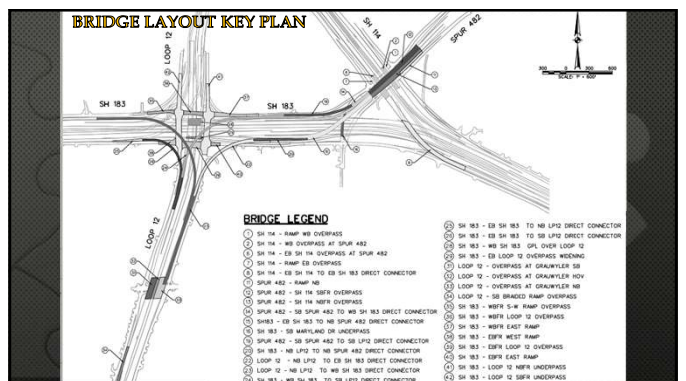 BRIDGE LAYOUT KEY PLAN
LOOP 12
SH 114
SPUR 482
SCALE: 1" = 600'
SH 183
SH 183
LOOP 12
BRIDGE LEGEND
SH 114 - RAMP WB OVERPASS
SH 114 - WB OVERPASS AT SPUR 482
SH 114 - EB SH 114 OVERPASS AT SPUR 482
SH 114 - RAMP EB OVERPASS
SH 114 - EB SH 114 TO EB SH 183 DIRECT CONNECTOR
SPUR 482 - RAMP NB
SPUR 482 - SH 114 SBFR OVERPASS
SPUR 482 - SH 114 NBFR OVERPASS
SPUR 482 - SB SPUR 482 TO WB SH 183 DIRECT CONNECTOR
SH183 - EB SH 183 TO NB SPUR 482 DIRECT CONNECTOR
SH 183 - SB MARYLAND DR UNDERPASS
SPUR 482 - SB SPUR 482 TO SB LP12 DIRECT CONNECTOR
SH 183 - NB LP12 TO NB SPUR 482 DIRECT CONNECTOR
LOOP 12 - NB LP12 TO EB SH 183 DIRECT CONNECTOR
LOOP 12 - NB LP12 TO WB SH 183 DIRECT CONNECTOR
SH 183 - WB SH 183 TO SB LP12 DIRECT CONNECTOR
SH 183 - EB SH 183 TO NB LP12 DIRECT CONNECTOR
SH 183 - EB SH 183 TO SB LP12 DIRECT CONNECTOR
SH 183 - WB SH 183 GPL OVER LOOP 12
SH 183 - EB LOOP 12 OVERPASS WIDENING
LOOP 12 - OVERPASS AT GRAUWYLER SB
LOOP 12 - OVERPASS AT GRAUWYLER HOV
LOOP 12 - OVERPASS AT GRAUWYLER NB
LOOP 12 - SB BRAIDED RAMP OVERPASS
SH 183 - WBFR S-W RAMP OVERPASS
SH 183 - WBFR LOOP 12 OVERPASS
SH 183 - WBFR EAST RAMP
SH 183 - EBFR WEST RAMP
SH 183 - EBFR LOOP 12 OVERPASS
SH 183 - EBFR EAST RAMP
SH 183 - LOOP 12 NBFR UNDERPASS
SH 183 - LOOP 12 SBFR UNDERPASS